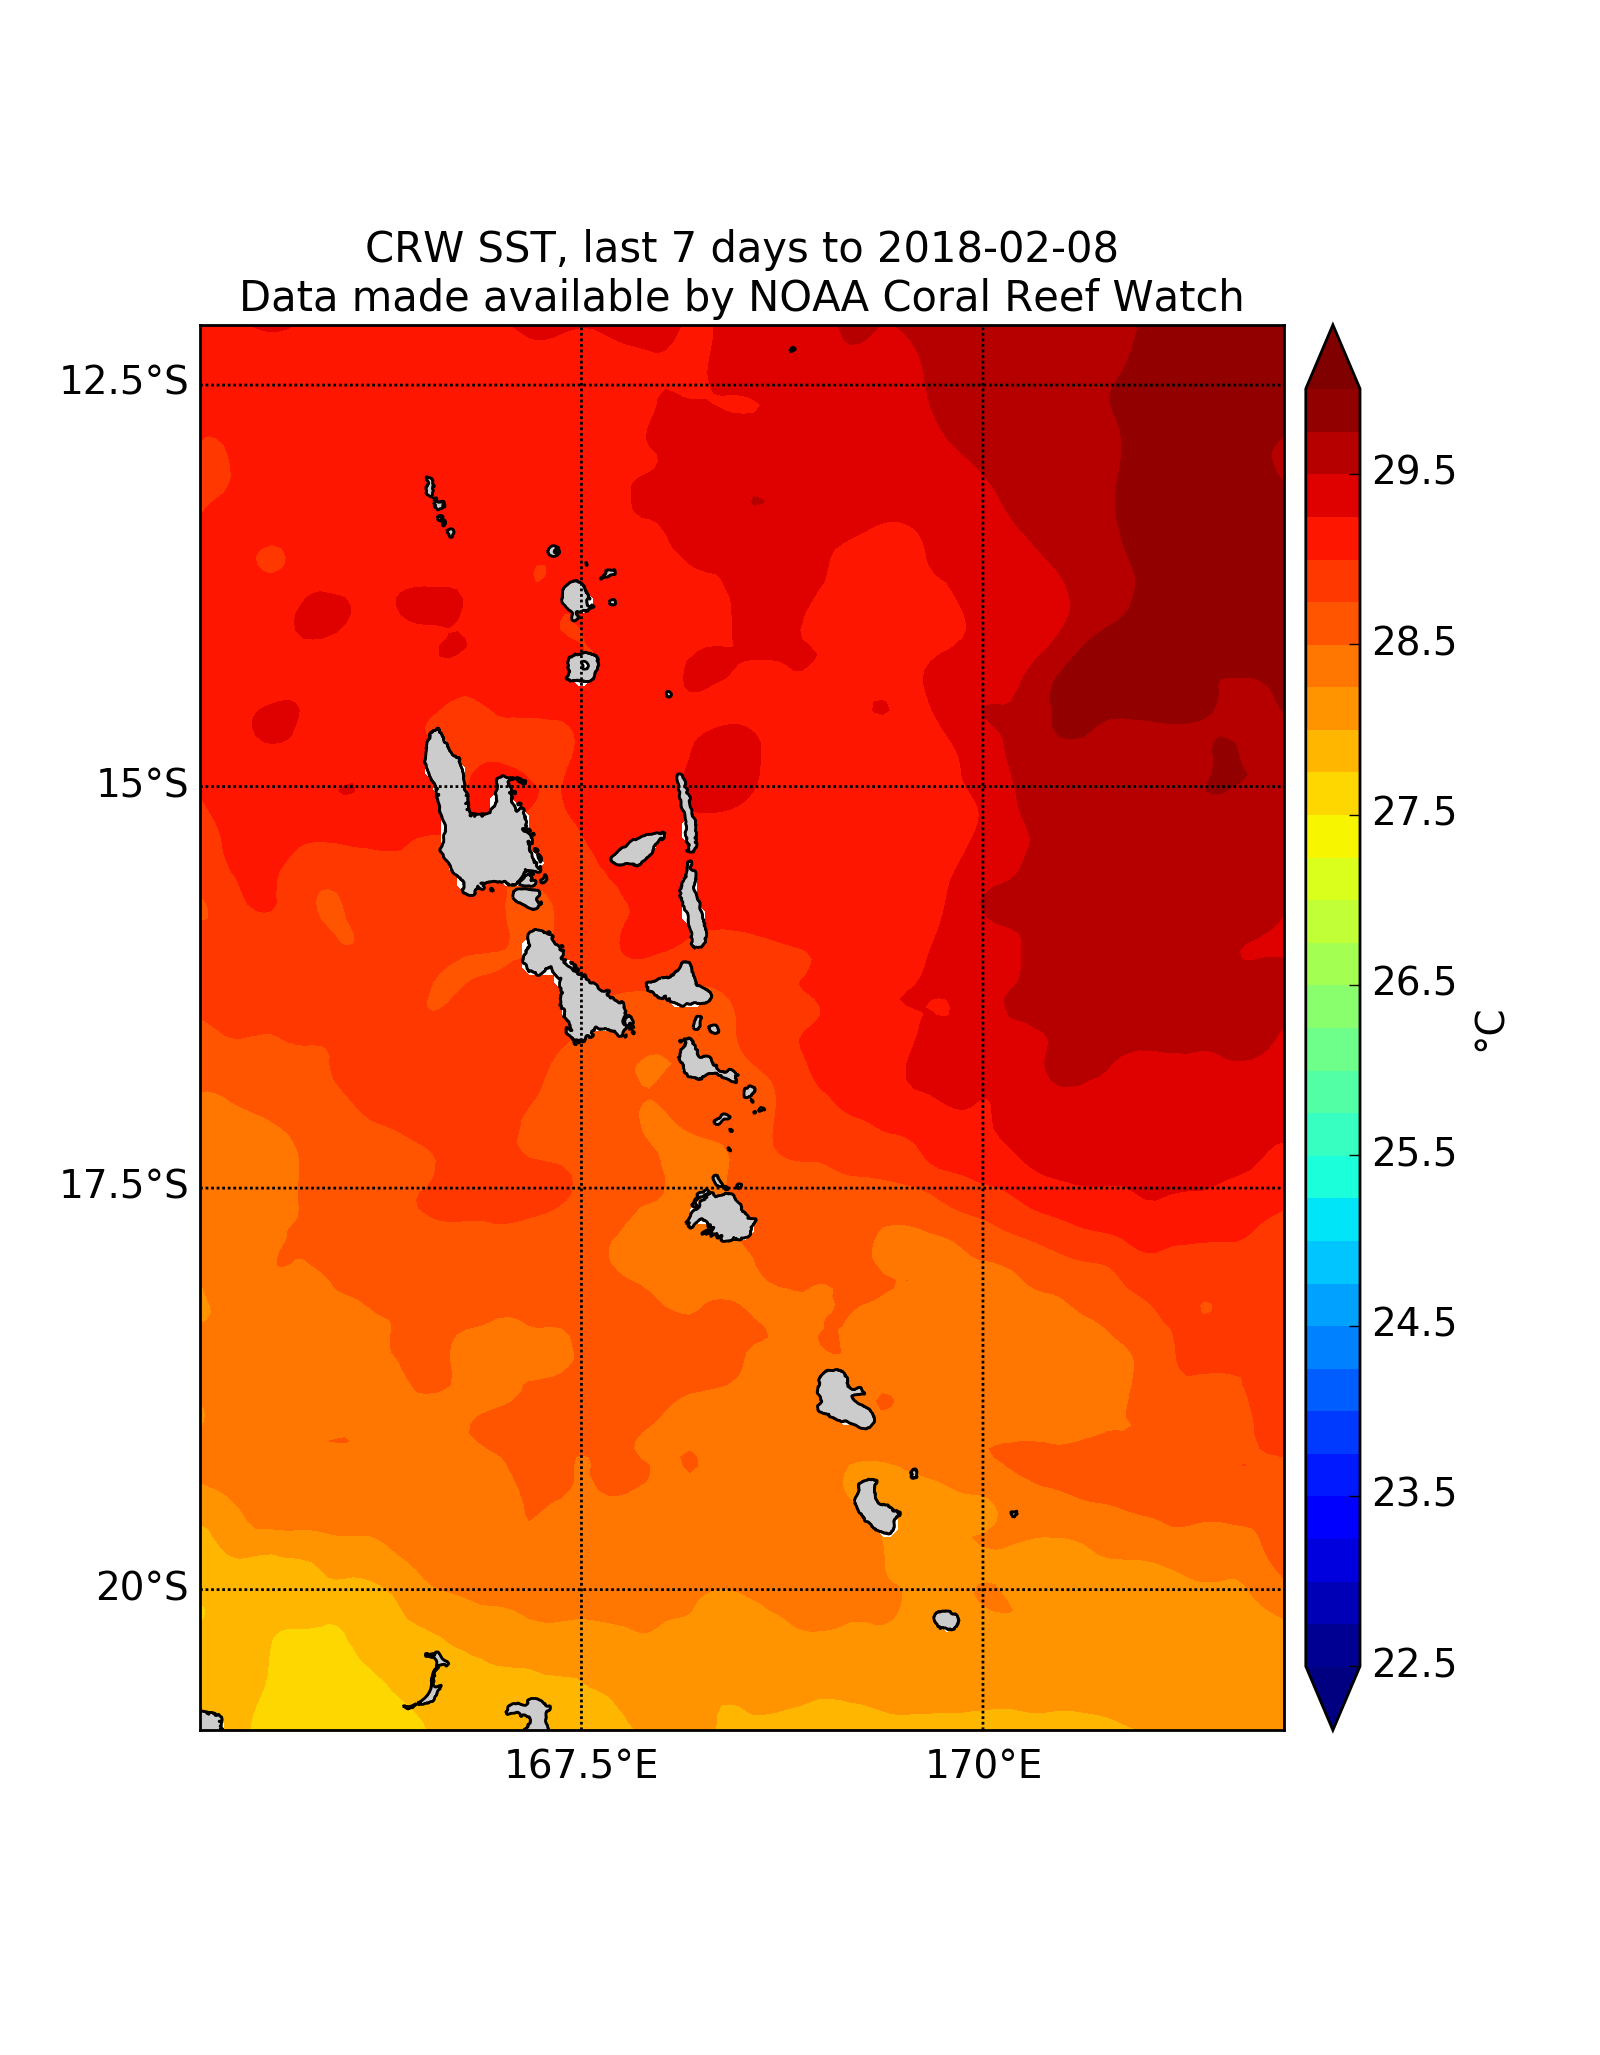 CRW SST, last 7 days to 2018-02-08
Data made available by NOAA Coral Reef Watch
12.5°S
15°S
17.5°S
20°S
167.5°E
170°E
29.5
28.5
27.5
26.5
25.5
24.5
23.5
22.5
°C